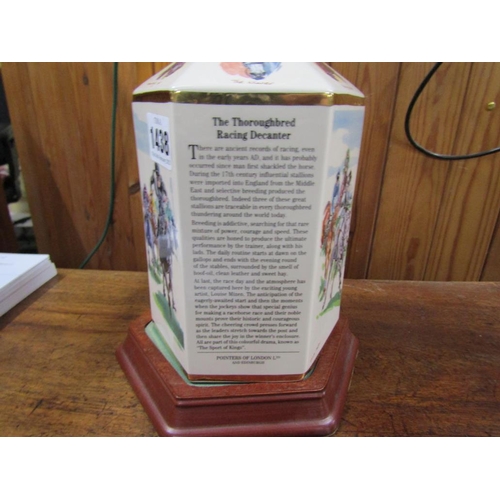 1438
The Thoroughbred
Racing Decanter
There are ancient records of racing, even
in the early years AD, and it has probably
occurred since man first shackled the horse.
During the 17th century influential stallions
were imported into England from the Middle
East and selective breeding produced the
thoroughbred. Indeed three of these great
stallions are traceable in every thoroughbred
thundering around the world today.
Breeding is addictive, searching for that rare
mixture of power, courage and speed. These
qualities are honed to produce the ultimate
performance by the trainer, along with his
lads. The daily routine starts at dawn on the
gallops and ends with the evening round
of the stables, surrounded by the smell of
hoof-oil, clean leather and sweet hay.
At last, the race day and the atmosphere has
been captured here by the exciting young
artist, Louise Mizen. The anticipation of the
eagerly-awaited start and then the moments
when the jockeys show that special genius
for making a racehorse race and their noble
mounts prove their historic and courageous
spirit. The cheering crowd presses forward
as the leaders stretch towards the post and
then share the joy in the winner's enclosure.
All are part of this colourful drama, known as
"The Sport of Kings".
POINTERS OF LONDON LTD